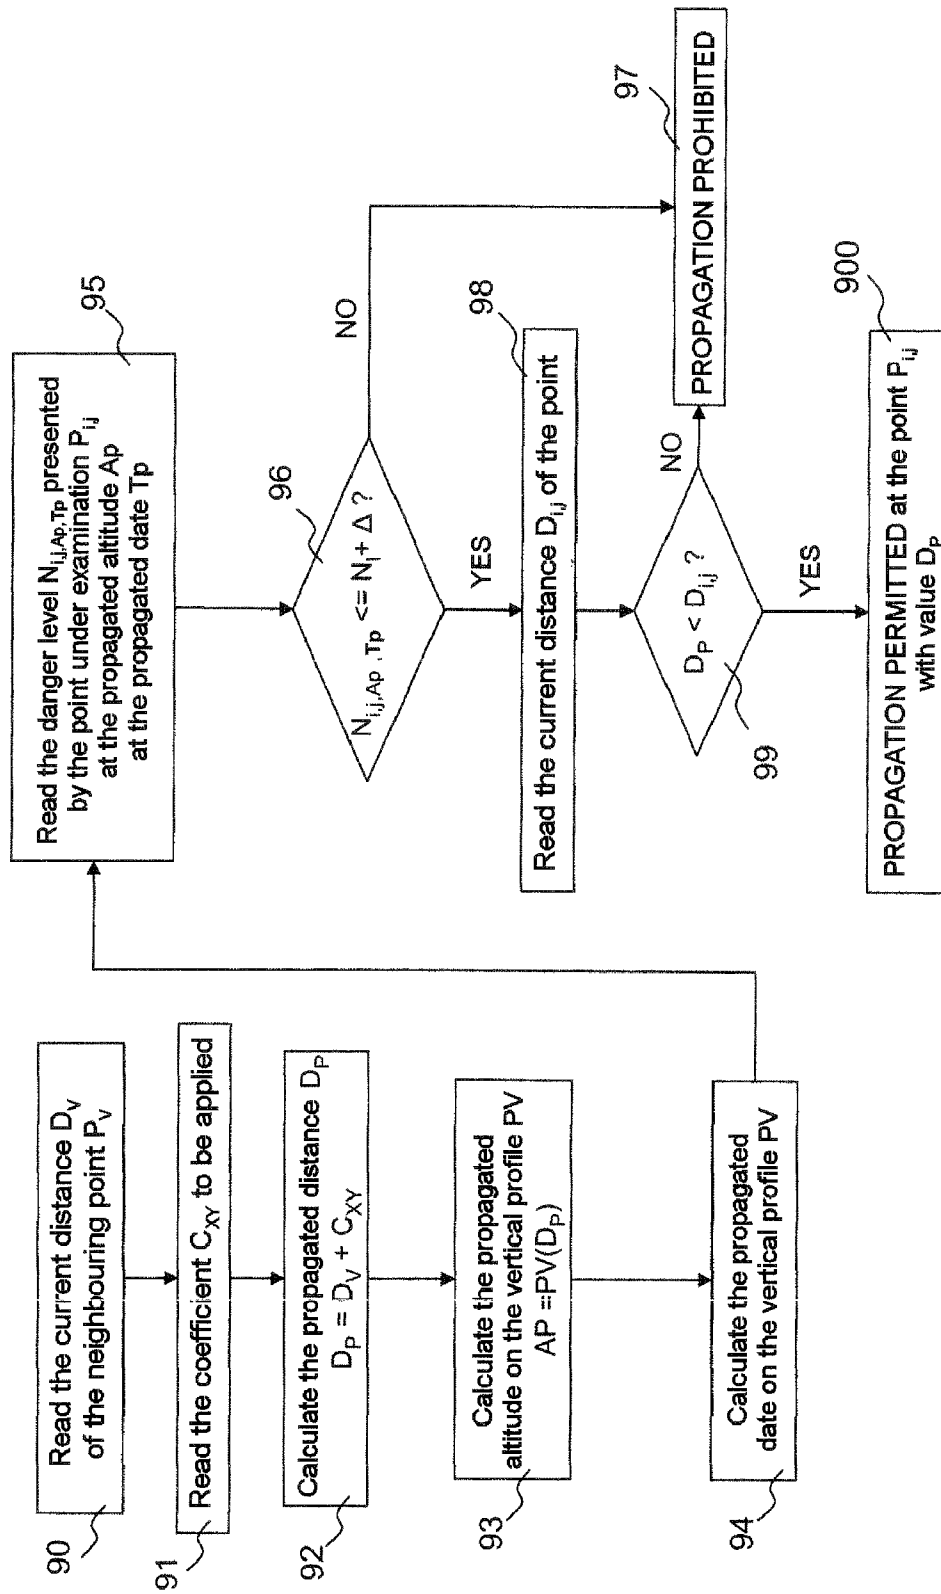 Read the current distance D_V
of the neighbouring point P_V
90
Read the coefficient C_XY to be applied
91
Calculate the propagated distance D_P
D_P = D_V + C_XY
92
Calculate the propagated
altitude on the vertical profile PV
AP =PV(D_P)
93
Calculate the propagated
date on the vertical profile PV
94
Read the danger level N_i,j,Ap,Tp presented
by the point under examination P_i,j
at the propagated altitude Ap
at the propagated date Tp
95
N_i,j,Ap,Tp <= N_l + Δ ?
96
NO
YES
Read the current distance D_i,j of the point
98
D_P < D_i,j ?
99
NO
PROPAGATION PROHIBITED
97
YES
PROPAGATION PERMITTED at the point P_i,j
with value D_P
900